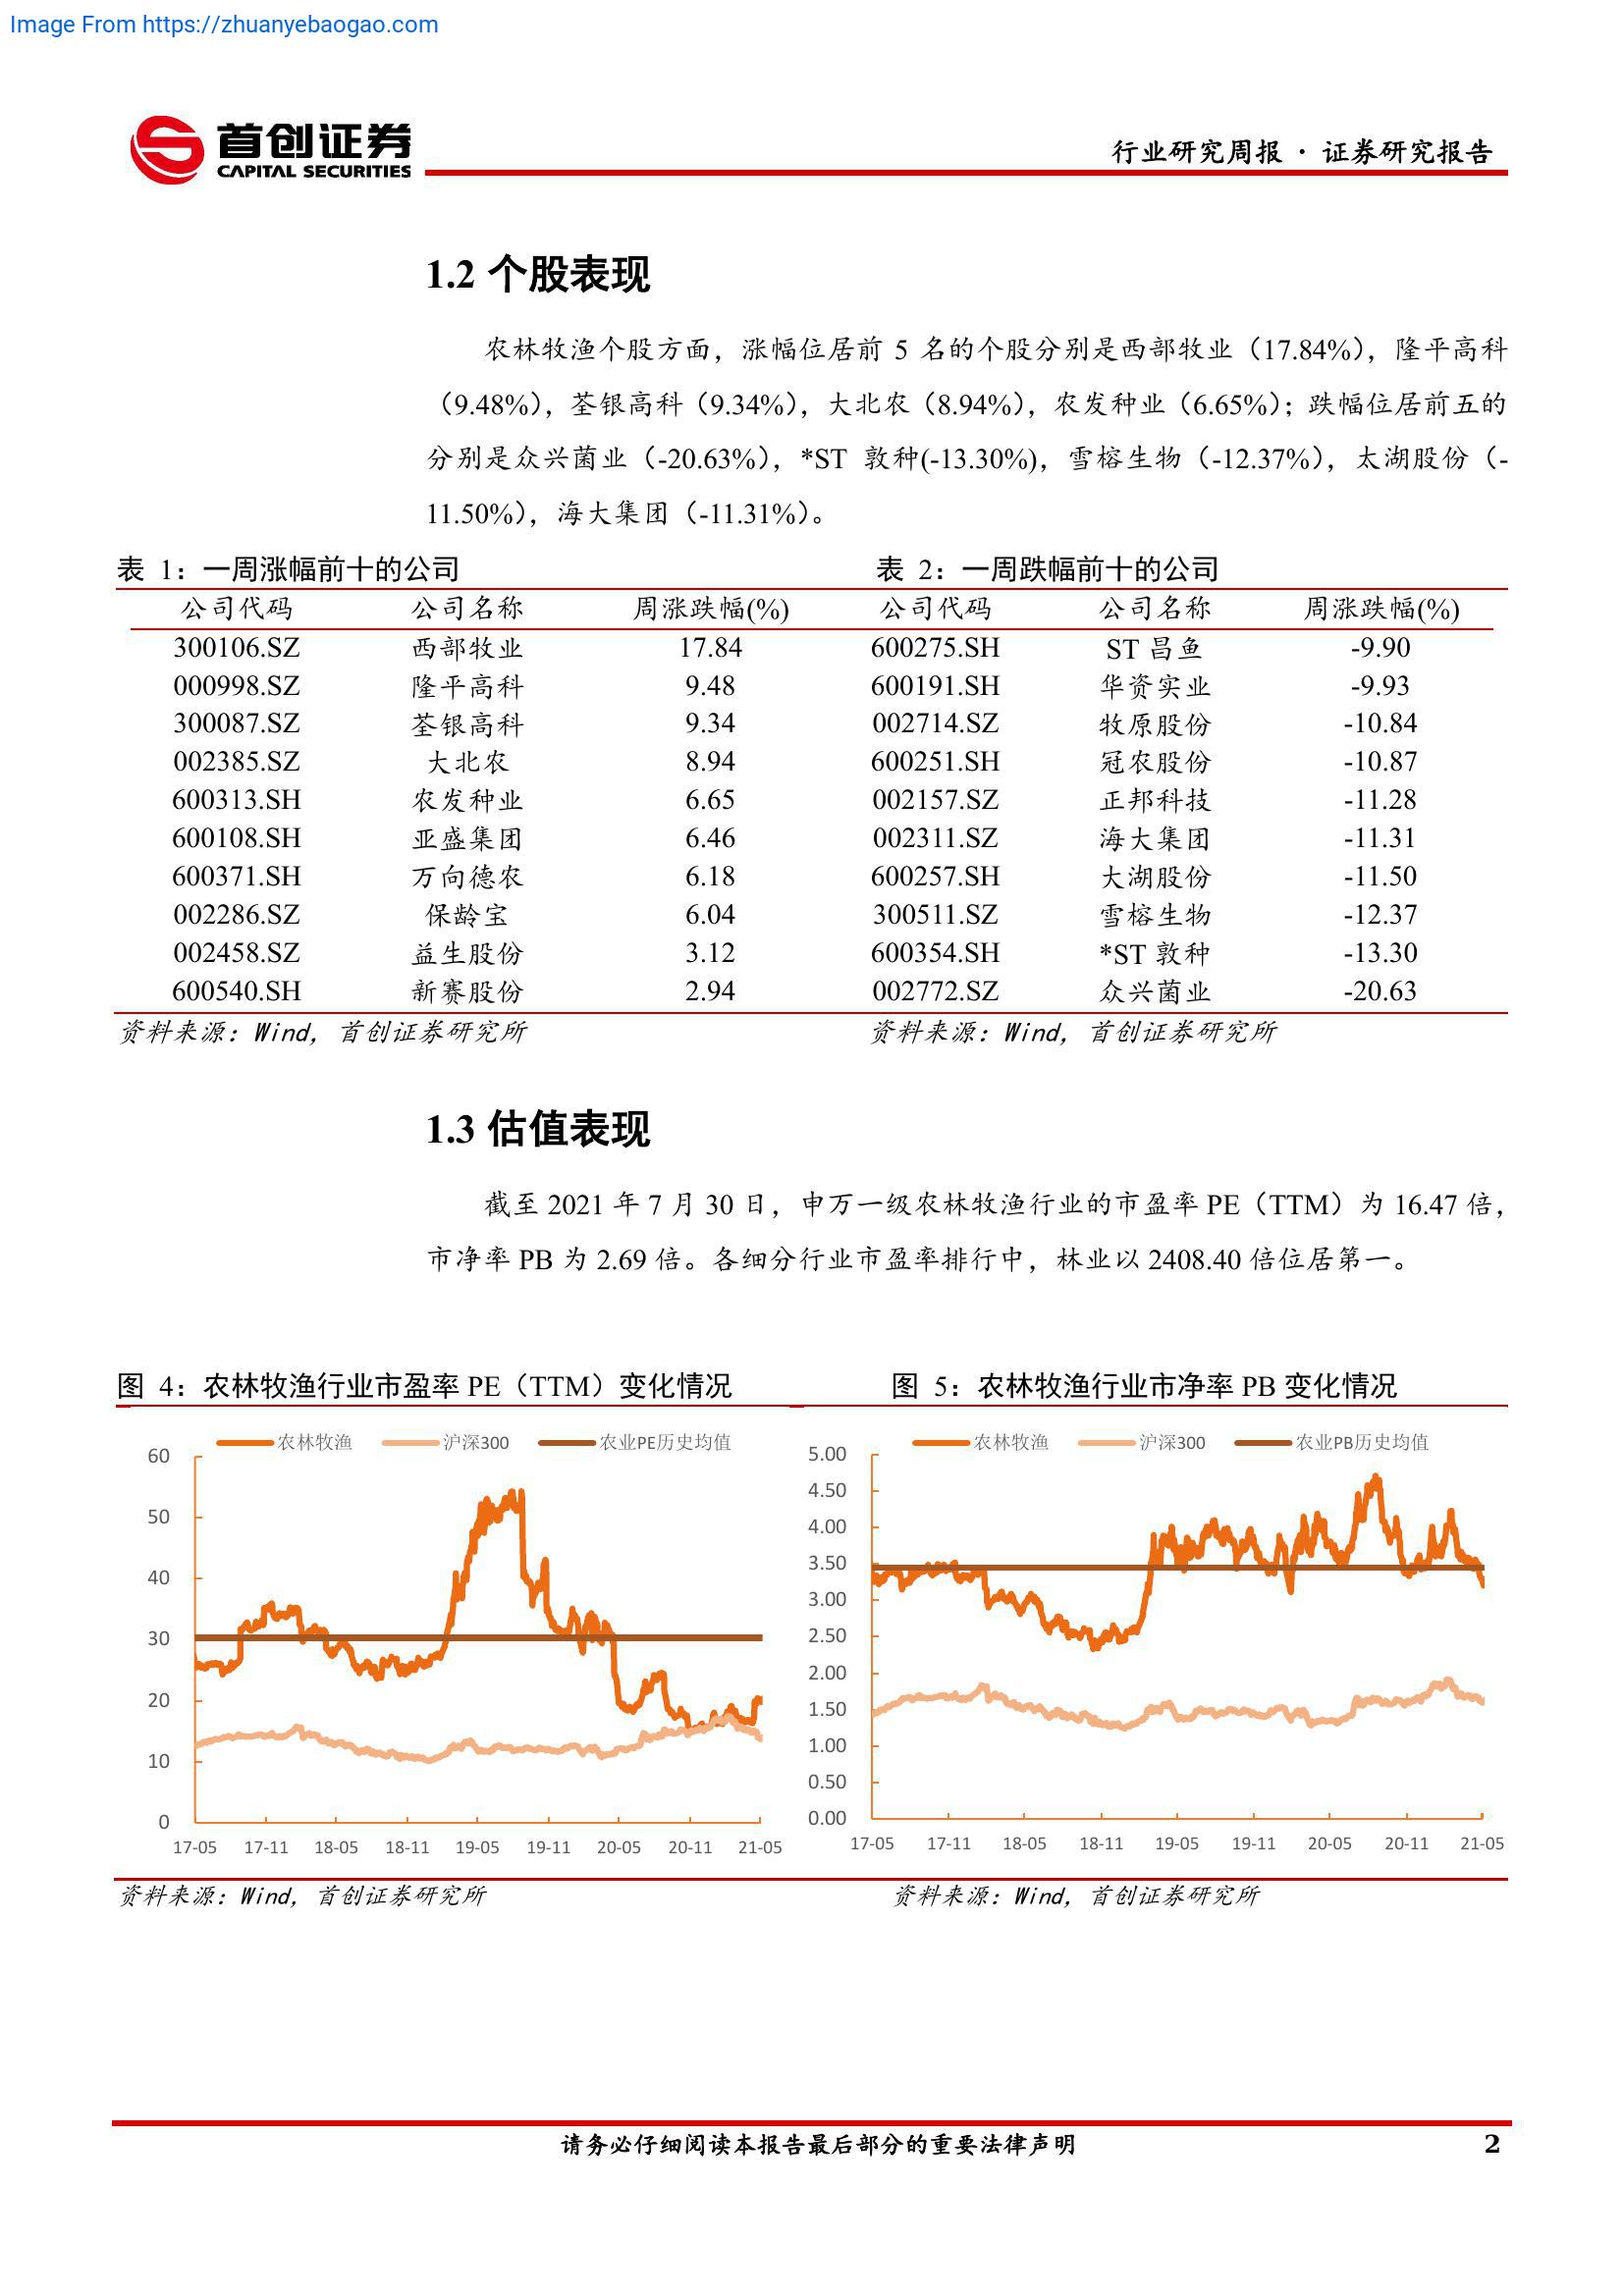 Image From https://zhuanyebaogao.com
首创证券
CAPITAL SECURITIES
行业研究周报 · 证券研究报告
1.2 个股表现
农林牧渔个股方面，涨幅位居前 5 名的个股分别是西部牧业（17.84%），隆平高科
（9.48%），荃银高科（9.34%），大北农（8.94%），农发种业（6.65%）；跌幅位居前五的
分别是众兴菌业（-20.63%），*ST 敦种(-13.30%)，雪榕生物（-12.37%），太湖股份（-
11.50%），海大集团（-11.31%）。
表 1：一周涨幅前十的公司 表 2：一周跌幅前十的公司
公司代码 公司名称 周涨跌幅(%) 公司代码 公司名称 周涨跌幅(%)
300106.SZ 西部牧业 17.84 600275.SH ST 昌鱼 -9.90
000998.SZ 隆平高科 9.48 600191.SH 华资实业 -9.93
300087.SZ 荃银高科 9.34 002714.SZ 牧原股份 -10.84
002385.SZ 大北农 8.94 600251.SH 冠农股份 -10.87
600313.SH 农发种业 6.65 002157.SZ 正邦科技 -11.28
600108.SH 亚盛集团 6.46 002311.SZ 海大集团 -11.31
600371.SH 万向德农 6.18 600257.SH 大湖股份 -11.50
002286.SZ 保龄宝 6.04 300511.SZ 雪榕生物 -12.37
002458.SZ 益生股份 3.12 600354.SH *ST 敦种 -13.30
600540.SH 新赛股份 2.94 002772.SZ 众兴菌业 -20.63
资料来源：Wind，首创证券研究所 资料来源：Wind，首创证券研究所
1.3 估值表现
截至 2021 年 7 月 30 日，申万一级农林牧渔行业的市盈率 PE（TTM）为 16.47 倍，
市净率 PB 为 2.69 倍。各细分行业市盈率排行中，林业以 2408.40 倍位居第一。
图 4：农林牧渔行业市盈率 PE（TTM）变化情况
农林牧渔 沪深300 农业PE历史均值
60
50
40
30
20
10
0
17-05 17-11 18-05 18-11 19-05 19-11 20-05 20-11 21-05
资料来源：Wind，首创证券研究所
图 5：农林牧渔行业市净率 PB 变化情况
农林牧渔 沪深300 农业PB历史均值
5.00
4.50
4.00
3.50
3.00
2.50
2.00
1.50
1.00
0.50
0.00
17-05 17-11 18-05 18-11 19-05 19-11 20-05 20-11 21-05
资料来源：Wind，首创证券研究所
请务必仔细阅读本报告最后部分的重要法律声明 2